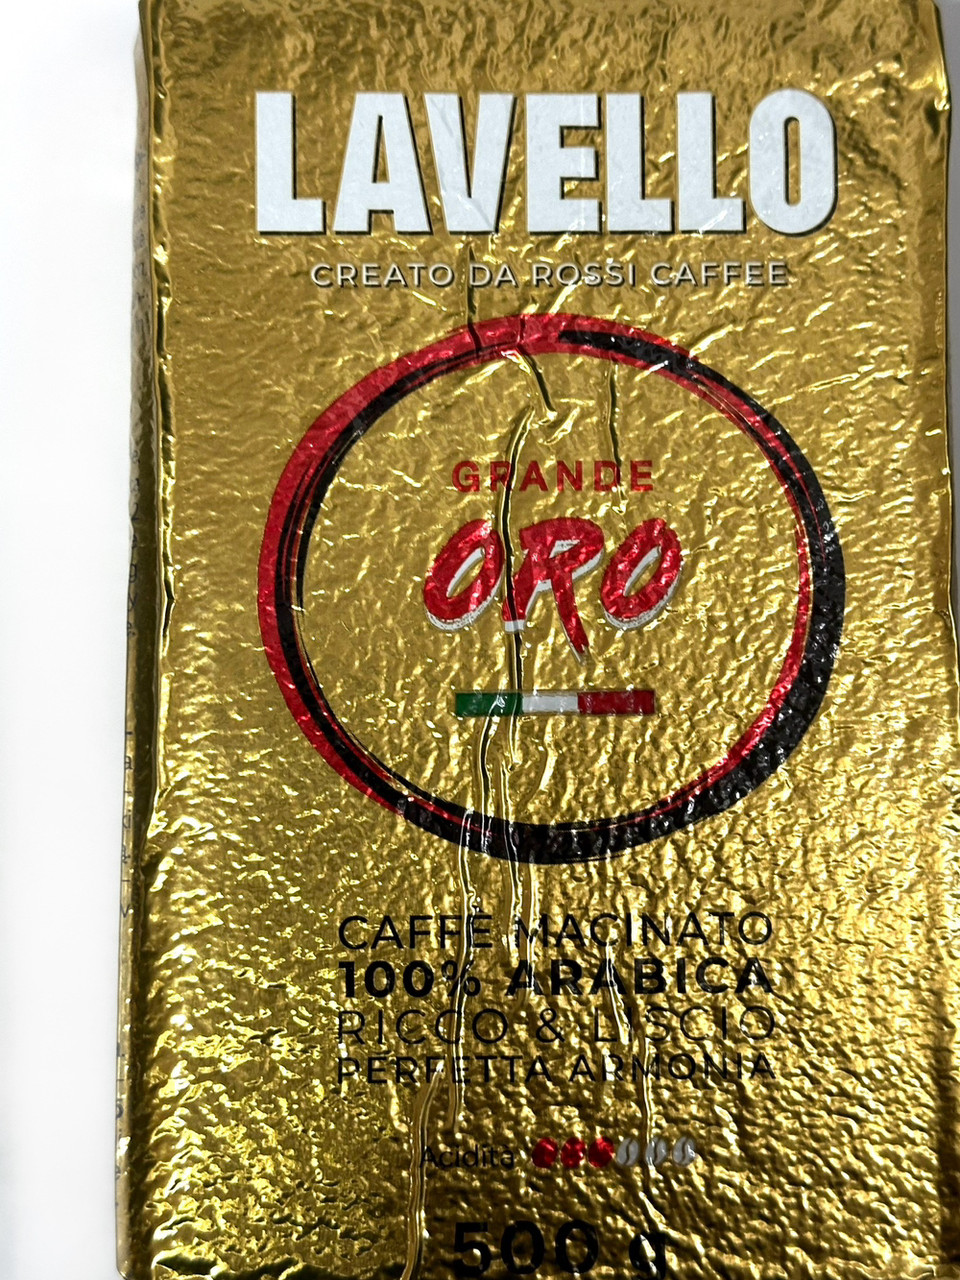 LAVELLO
CREATO DA ROSSI CAFFEE
GRANDE
ORO
CAFFÈ MACINATO
100% ARABICA
RICCO & LISCIO
PERFETTA ARMONIA
Acidità
500 g